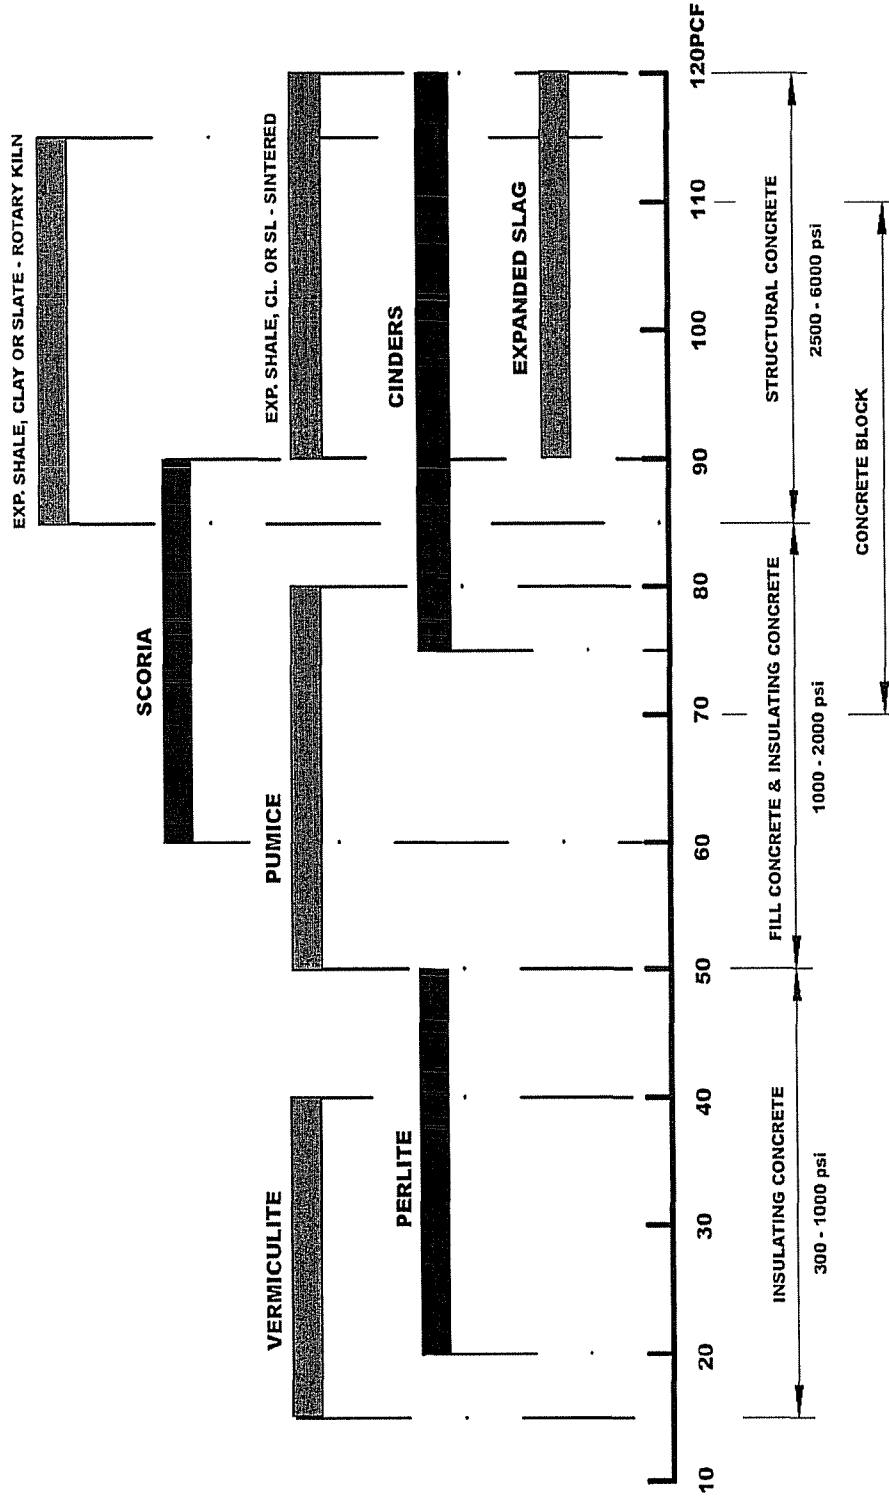 EXP. SHALE, CLAY OR SLATE - ROTARY KILN
SCORIA
EXP. SHALE, CL. OR SL - SINTERED
PUMICE
VERMICULITE
CINDERS
PERLITE
EXPANDED SLAG
10
20
30
40
50
60
70
80
90
100
110
120PCF
INSULATING CONCRETE
300 - 1000 psi
FILL CONCRETE & INSULATING CONCRETE
1000 - 2000 psi
STRUCTURAL CONCRETE
2500 - 6000 psi
CONCRETE BLOCK